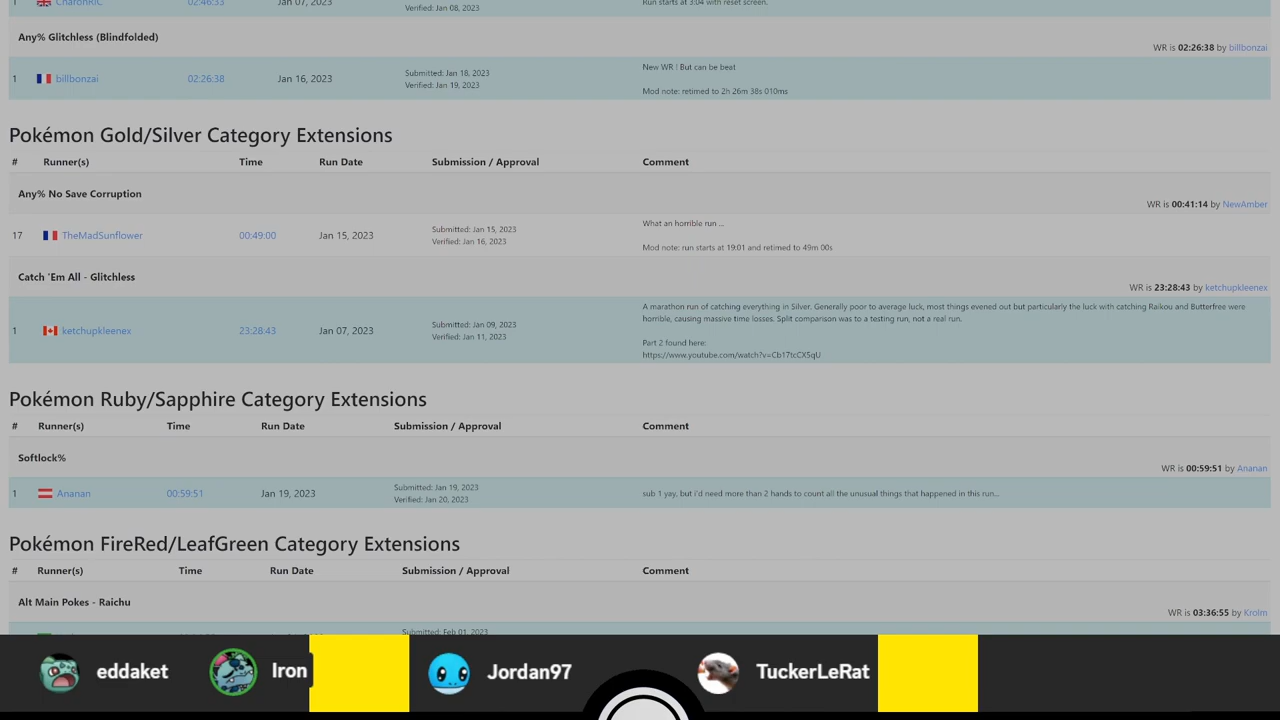 1 CharonRIC 02:46:33 Jan 07, 2023 Verified: Jan 08, 2023 Run starts at 3:04 with reset screen.
Any% Glitchless (Blindfolded)
WR is 02:26:38 by billbonzai
1 billbonzai 02:26:38 Jan 16, 2023 Submitted: Jan 18, 2023 New WR ! But can be beat
Verified: Jan 19, 2023
Mod note: retimed to 2h 26m 38s 010ms
Pokémon Gold/Silver Category Extensions
# Runner(s) Time Run Date Submission / Approval Comment
Any% No Save Corruption
WR is 00:41:14 by NewAmber
What an horrible run ...
17 TheMadSunflower 00:49:00 Jan 15, 2023 Submitted: Jan 15, 2023
Verified: Jan 16, 2023
Mod note: run starts at 19:01 and retimed to 49m 00s
Catch 'Em All - Glitchless
WR is 23:28:43 by ketchupkleenex
A marathon run of catching everything in Silver. Generally poor to average luck, most things evened out but particularly the luck with catching Raikou and Butterfree were
horrible, causing massive time losses. Split comparison was to a testing run, not a real run.
1 ketchupkleenex 23:28:43 Jan 07, 2023 Submitted: Jan 09, 2023
Verified: Jan 11, 2023
Part 2 found here:
https://www.youtube.com/watch?v=Cb17tcCX5qU
Pokémon Ruby/Sapphire Category Extensions
# Runner(s) Time Run Date Submission / Approval Comment
Softlock%
WR is 00:59:51 by Ananan
1 Ananan 00:59:51 Jan 19, 2023 Submitted: Jan 19, 2023 sub 1 yay, but i'd need more than 2 hands to count all the unusual things that happened in this run...
Verified: Jan 20, 2023
Pokémon FireRed/LeafGreen Category Extensions
# Runner(s) Time Run Date Submission / Approval Comment
Alt Main Pokes - Raichu
WR is 03:36:55 by Krolm
Submitted: Feb 01, 2023
eddaket Iron Jordan97 TuckerLeRat